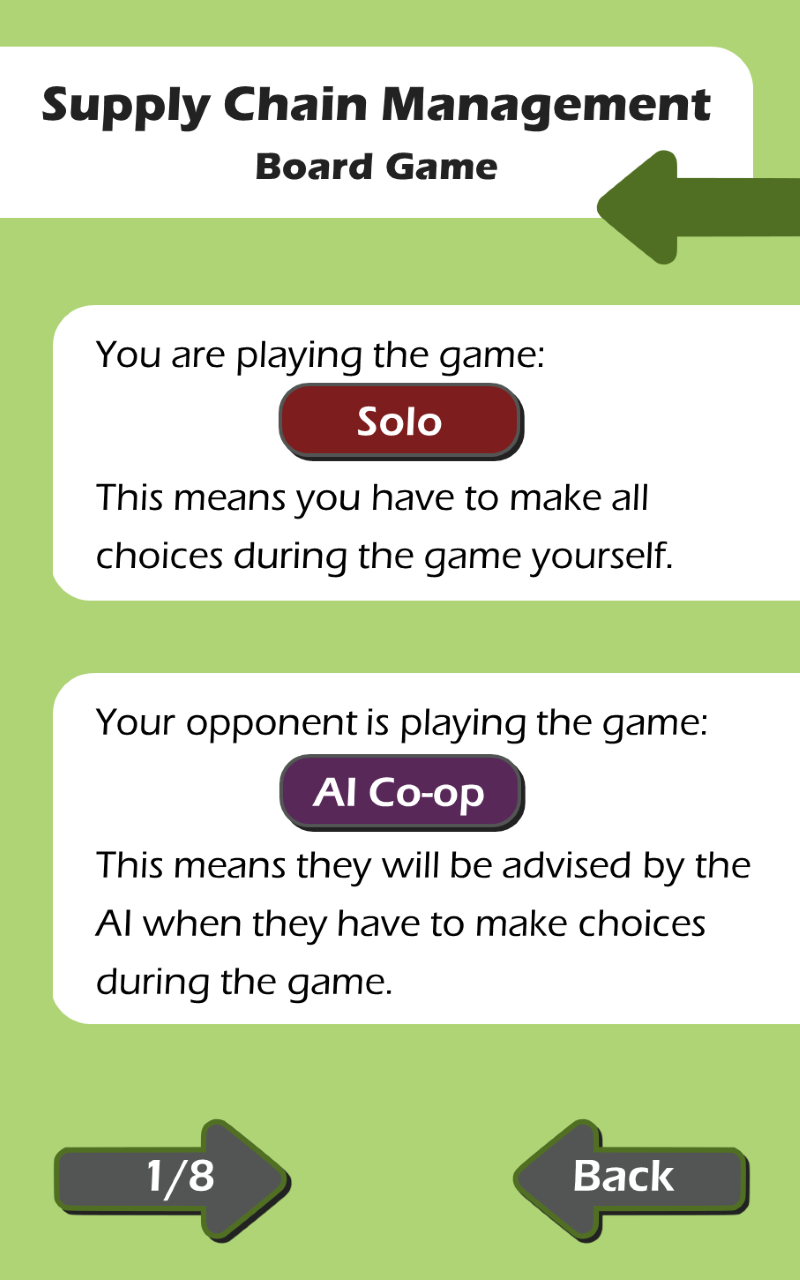 Supply Chain Management
Board Game
You are playing the game:
Solo
This means you have to make all
choices during the game yourself.
Your opponent is playing the game:
AI Co-op
This means they will be advised by the
AI when they have to make choices
during the game.
1/8
Back